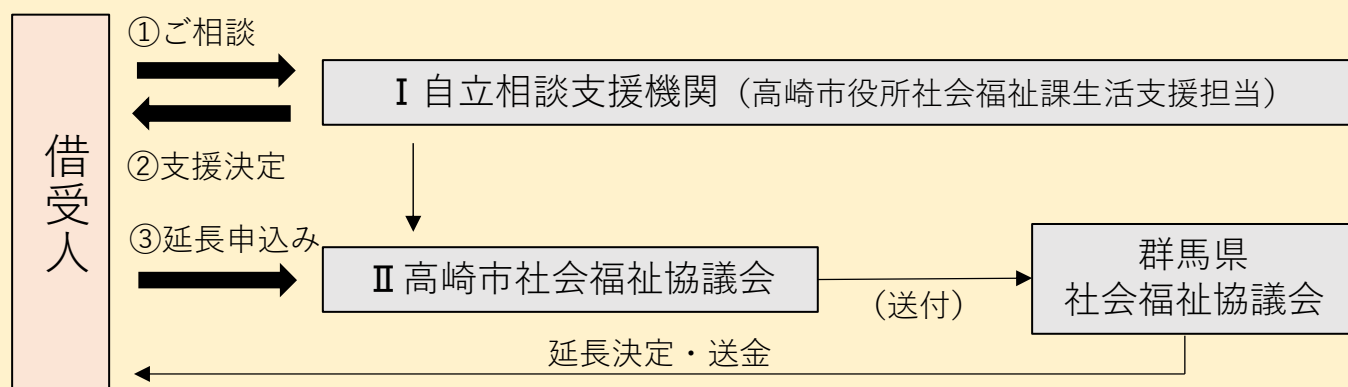 ①ご相談
Ⅰ 自立相談支援機関（高崎市役所社会福祉課生活支援担当）
②支援決定
借受人
③延長申込み
Ⅱ 高崎市社会福祉協議会
（送付）
群馬県
社会福祉協議会
延長決定・送金